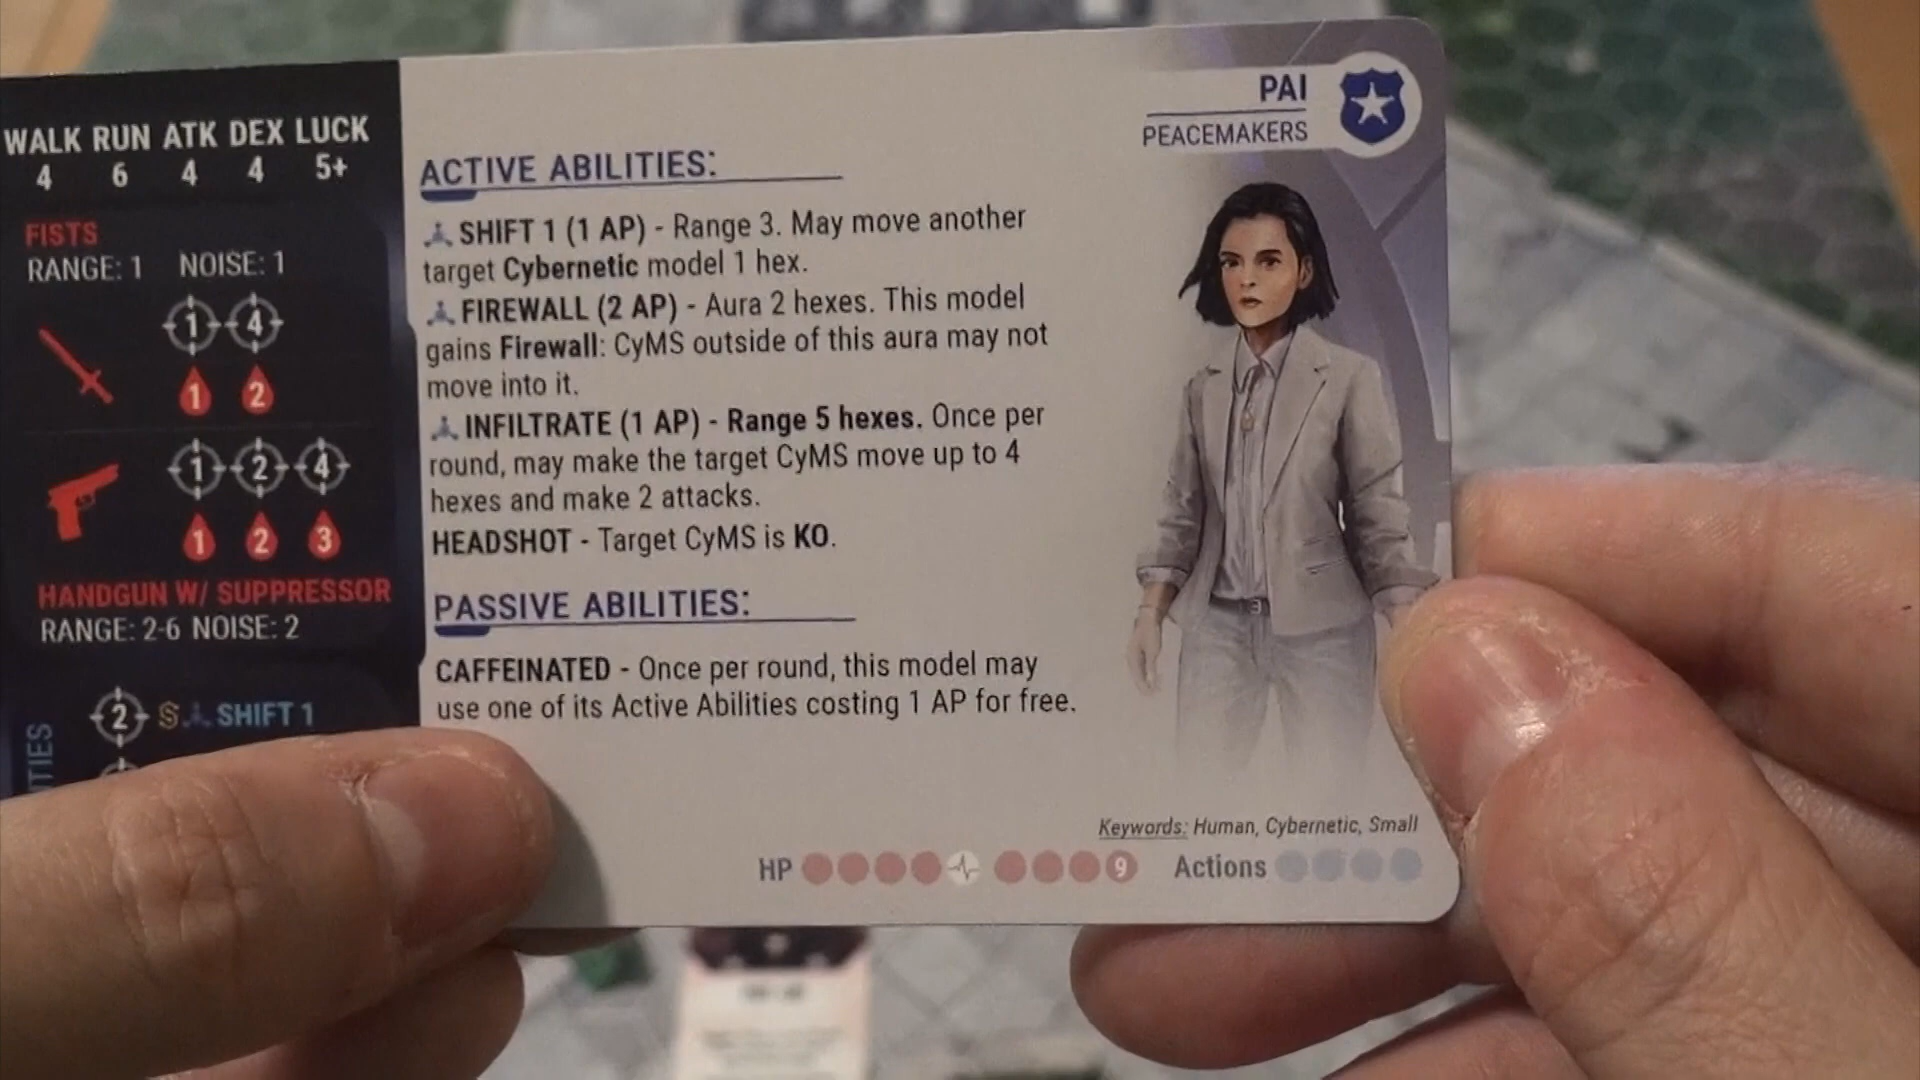 WALK RUN ATK DEX LUCK
4 6 4 4 5+
FISTS
RANGE: 1 NOISE: 1
1 4
1 2
1 2 4
1 2 3
HANDGUN W/ SUPPRESSOR
RANGE: 2-6 NOISE: 2
2 S SHIFT 1
PAI
PEACEMAKERS
ACTIVE ABILITIES:
SHIFT 1 (1 AP) - Range 3. May move another
target Cybernetic model 1 hex.
FIREWALL (2 AP) - Aura 2 hexes. This model
gains Firewall: CyMS outside of this aura may not
move into it.
INFILTRATE (1 AP) - Range 5 hexes. Once per
round, may make the target CyMS move up to 4
hexes and make 2 attacks.
HEADSHOT - Target CyMS is KO.
PASSIVE ABILITIES:
CAFFEINATED - Once per round, this model may
use one of its Active Abilities costing 1 AP for free.
Keywords: Human, Cybernetic, Small
HP 9 Actions